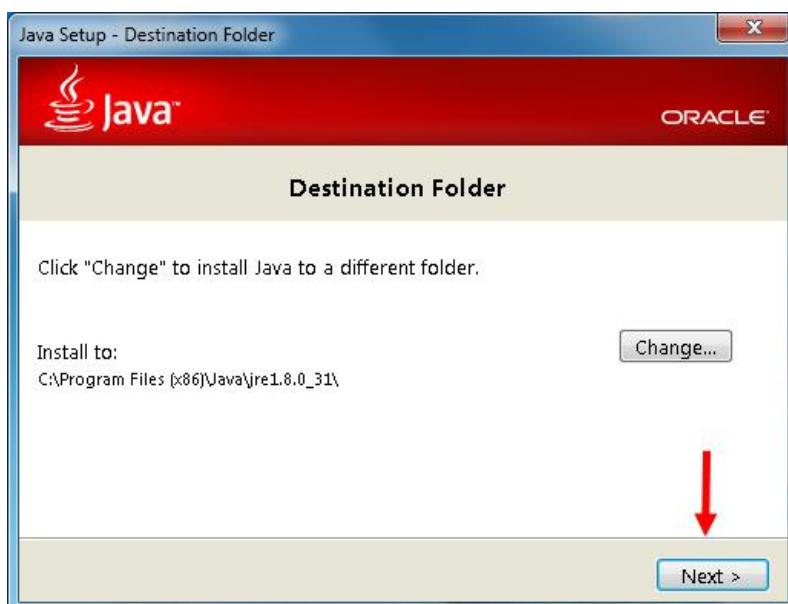 Java Setup - Destination Folder
Java™
ORACLE®
Destination Folder
Click "Change" to install Java to a different folder.
Install to:
Change...
C:\Program Files (x86)\Java\jre1.8.0_31\
Next >